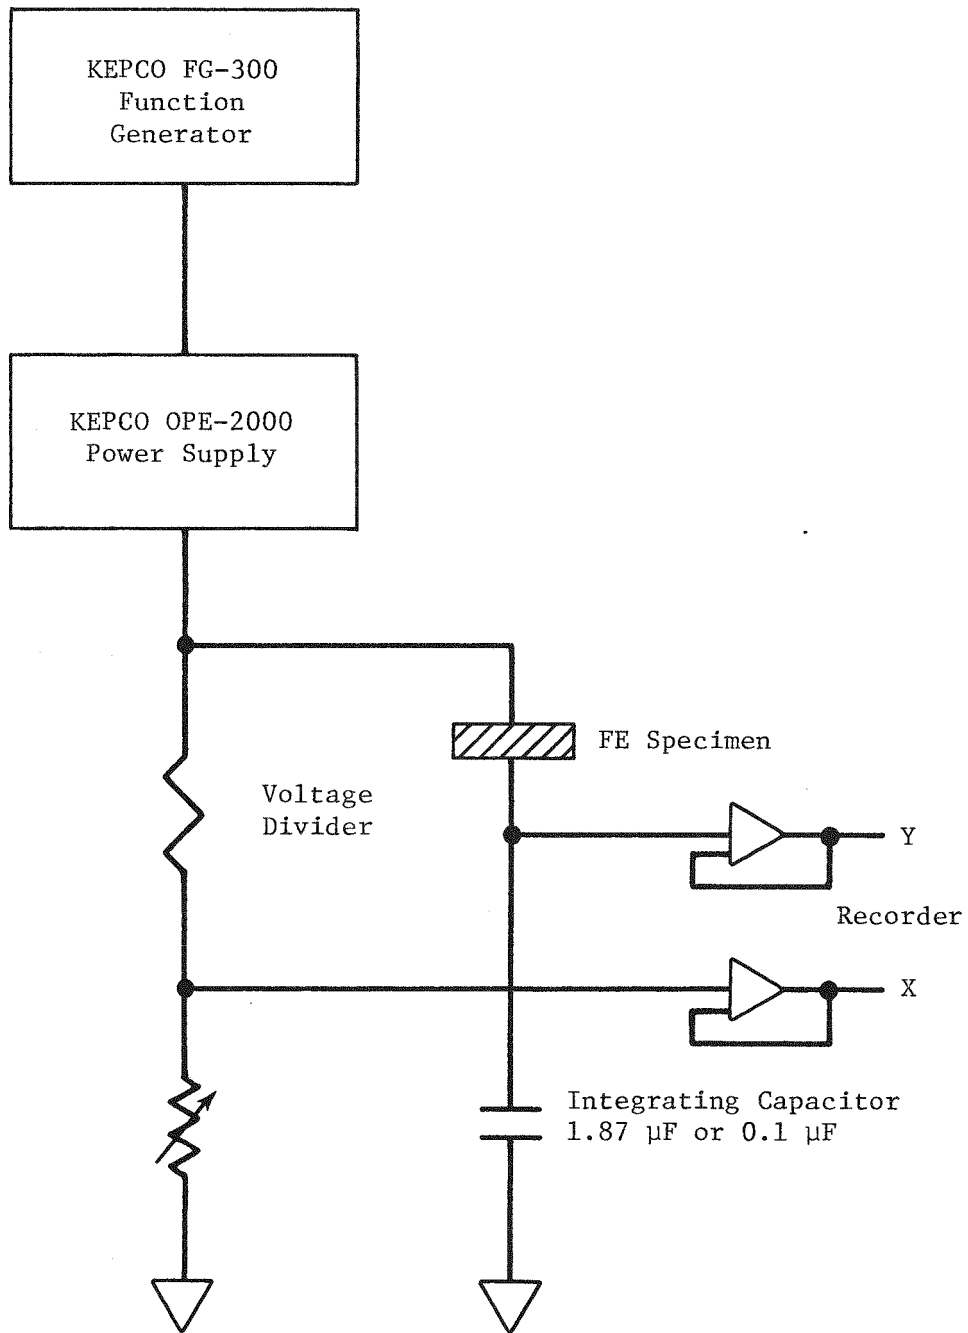 KEPCO FG-300
Function
Generator
KEPCO OPE-2000
Power Supply
FE Specimen
Voltage
Divider
Y
Recorder
X
Integrating Capacitor
1.87 μF or 0.1 μF